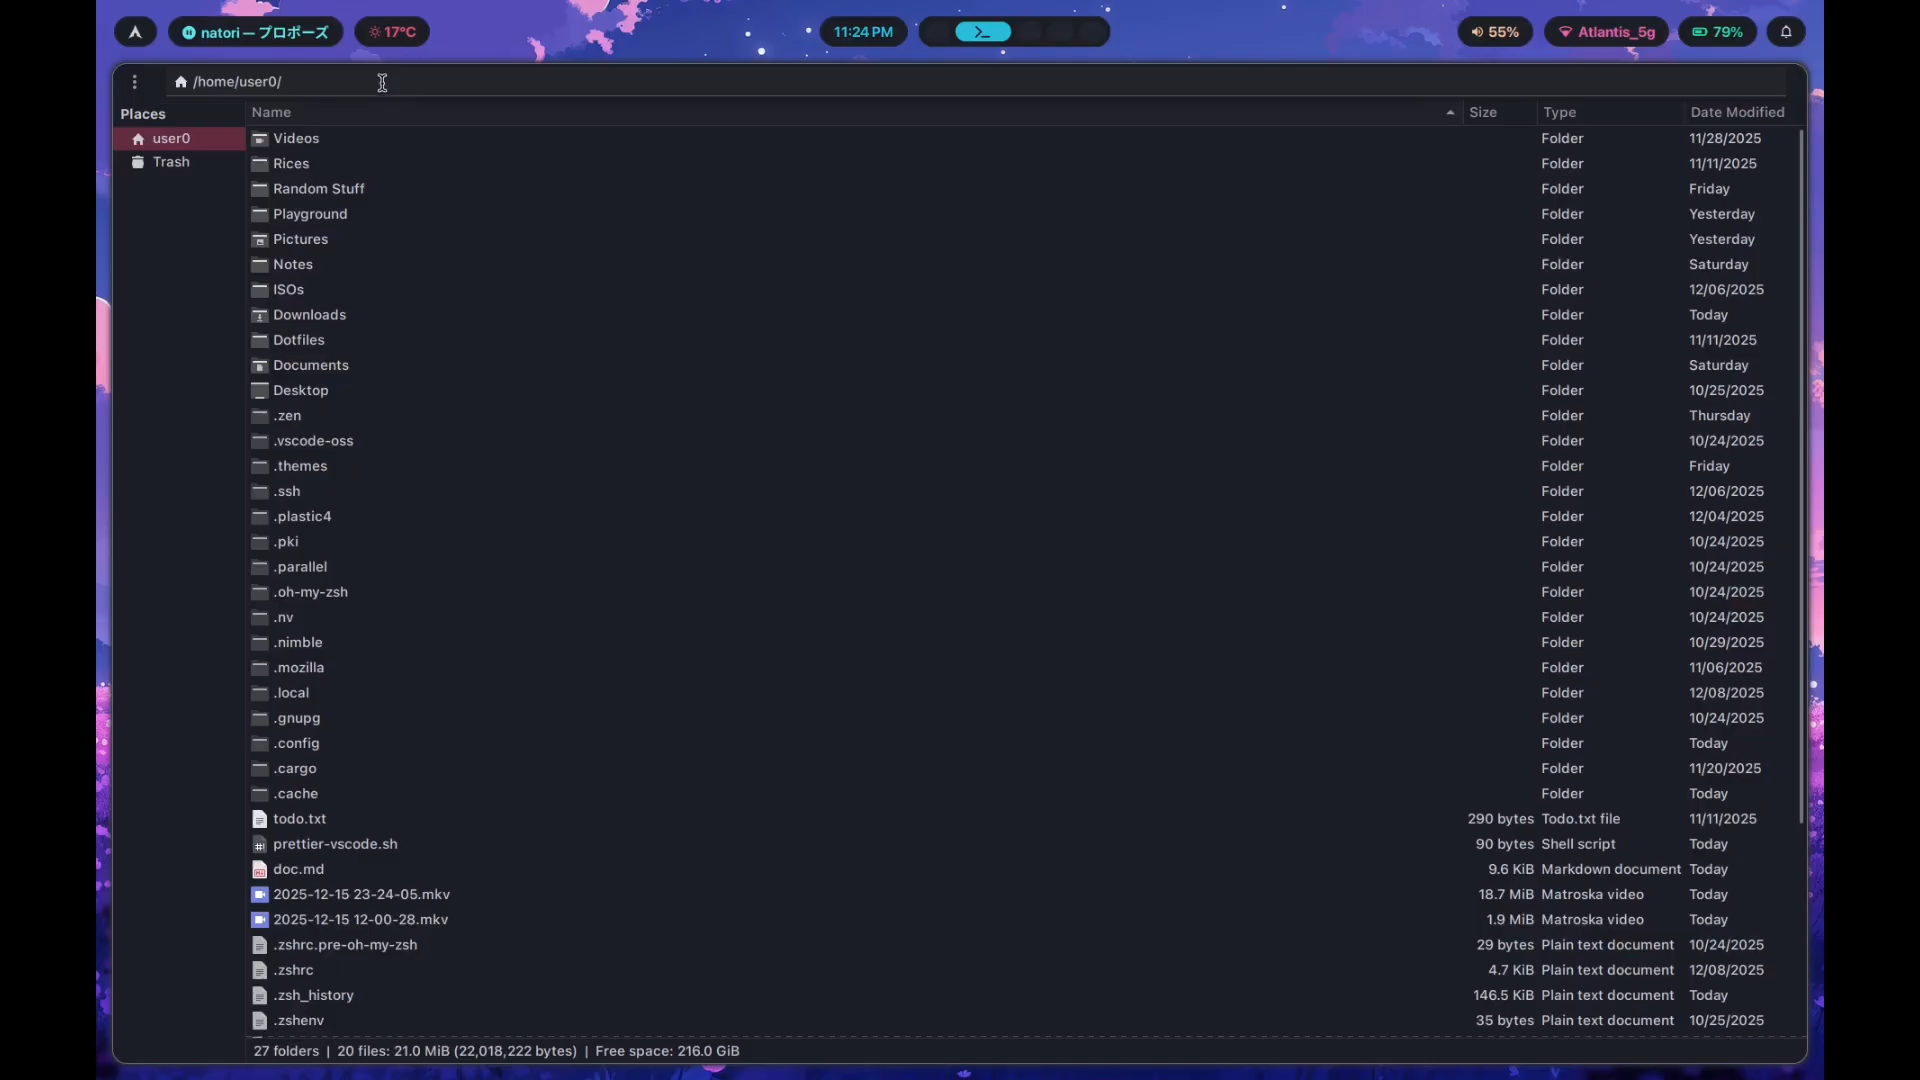 natori — プロポーズ 17°C 11:24 PM 55% Atlantis_5g 79%
/home/user0/
Places
user0
Trash
Name Size Type Date Modified
Videos Folder 11/28/2025
Rices Folder 11/11/2025
Random Stuff Folder Friday
Playground Folder Yesterday
Pictures Folder Yesterday
Notes Folder Saturday
ISOs Folder 12/06/2025
Downloads Folder Today
Dotfiles Folder 11/11/2025
Documents Folder Saturday
Desktop Folder 10/25/2025
.zen Folder Thursday
.vscode-oss Folder 10/24/2025
.themes Folder Friday
.ssh Folder 12/06/2025
.plastic4 Folder 12/04/2025
.pki Folder 10/24/2025
.parallel Folder 10/24/2025
.oh-my-zsh Folder 10/24/2025
.nv Folder 10/24/2025
.nimble Folder 10/29/2025
.mozilla Folder 11/06/2025
.local Folder 12/08/2025
.gnupg Folder 10/24/2025
.config Folder Today
.cargo Folder 11/20/2025
.cache Folder Today
todo.txt 290 bytes Todo.txt file 11/11/2025
prettier-vscode.sh 90 bytes Shell script Today
doc.md 9.6 KiB Markdown document Today
2025-12-15 23-24-05.mkv 18.7 MiB Matroska video Today
2025-12-15 12-00-28.mkv 1.9 MiB Matroska video Today
.zshrc.pre-oh-my-zsh 29 bytes Plain text document 10/24/2025
.zshrc 4.7 KiB Plain text document 12/08/2025
.zsh_history 146.5 KiB Plain text document Today
.zshenv 35 bytes Plain text document 10/25/2025
27 folders | 20 files: 21.0 MiB (22,018,222 bytes) | Free space: 216.0 GiB